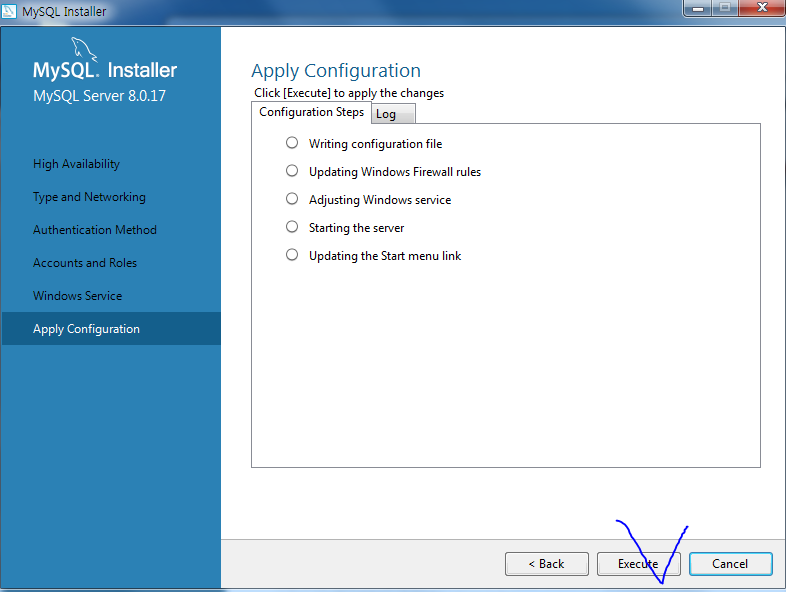 MySQL Installer
MySQL. Installer
MySQL Server 8.0.17
High Availability
Type and Networking
Authentication Method
Accounts and Roles
Windows Service
Apply Configuration
Apply Configuration
Click [Execute] to apply the changes
Configuration Steps
Log
Writing configuration file
Updating Windows Firewall rules
Adjusting Windows service
Starting the server
Updating the Start menu link
< Back
Execute
Cancel